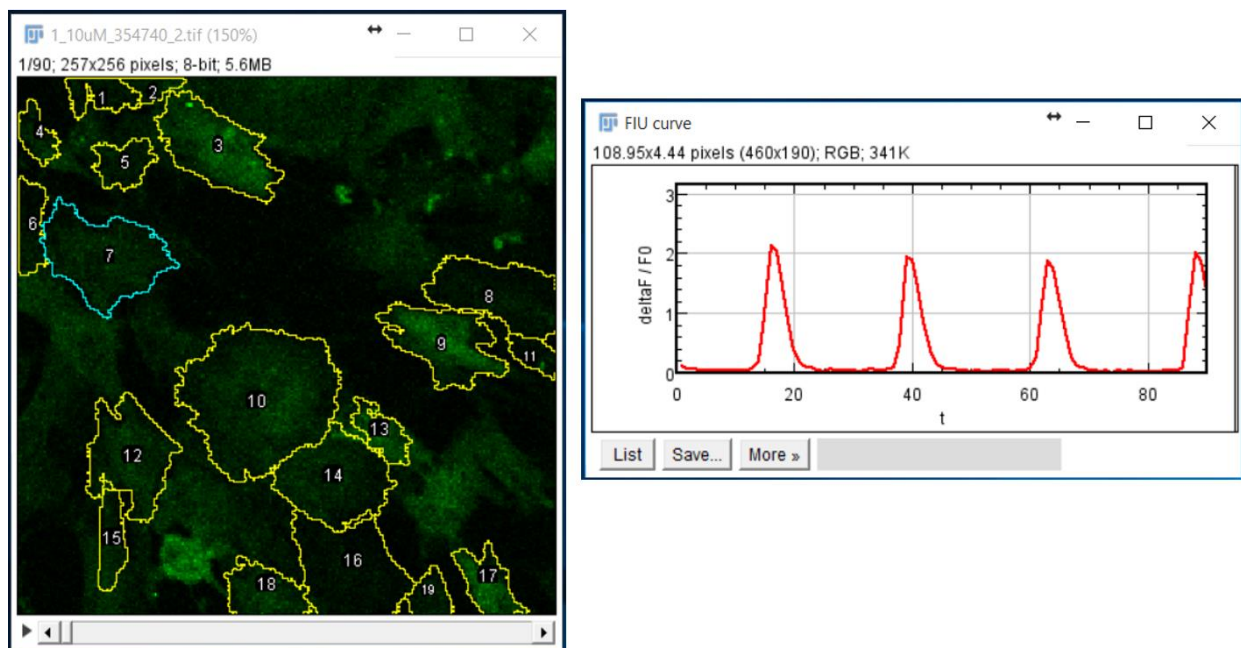 1_10uM_354740_2.tif (150%)
1/90; 257x256 pixels; 8-bit; 5.6MB
1
2
3
4
5
6
7
8
9
10
11
12
13
14
15
16
17
18
19
FIU curve
108.95x4.44 pixels (460x190); RGB; 341K
3
2
1
0
deltaF / F0
0 20 40 60 80
t
List Save... More »